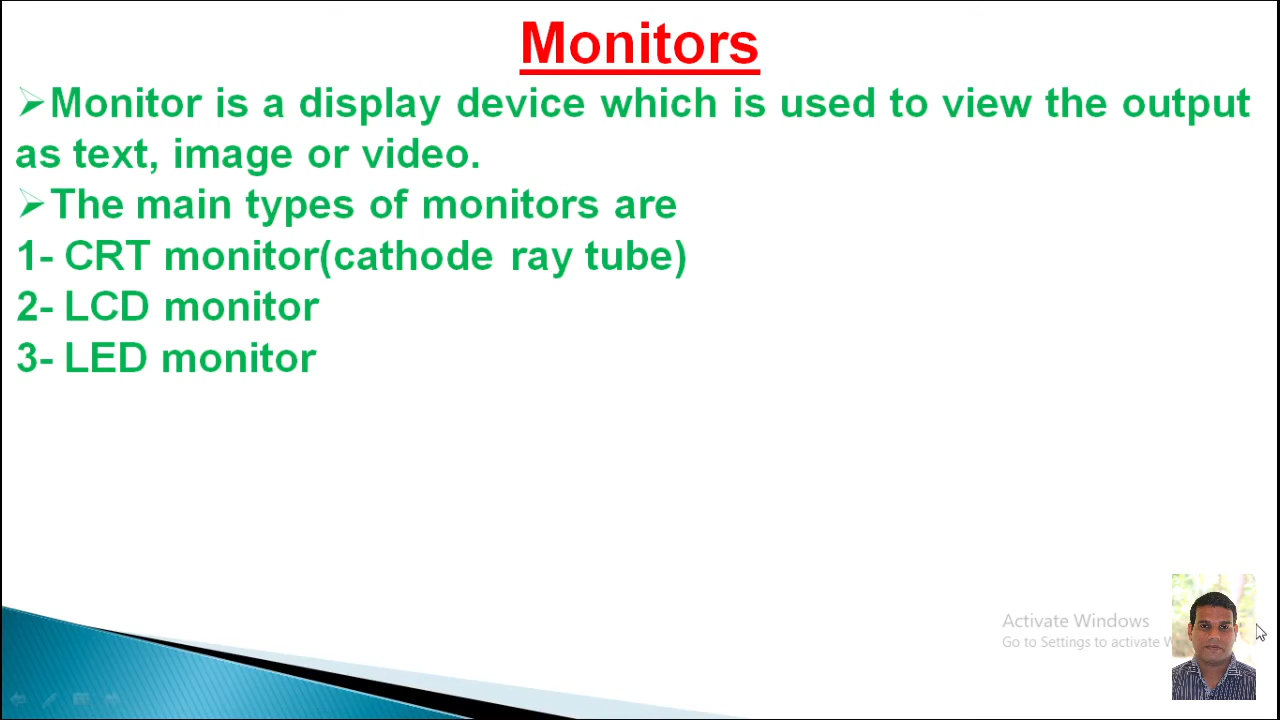 Monitors
➢Monitor is a display device which is used to view the output
as text, image or video.
➢The main types of monitors are
1- CRT monitor(cathode ray tube)
2- LCD monitor
3- LED monitor
Activate Windows
Go to Settings to activate W